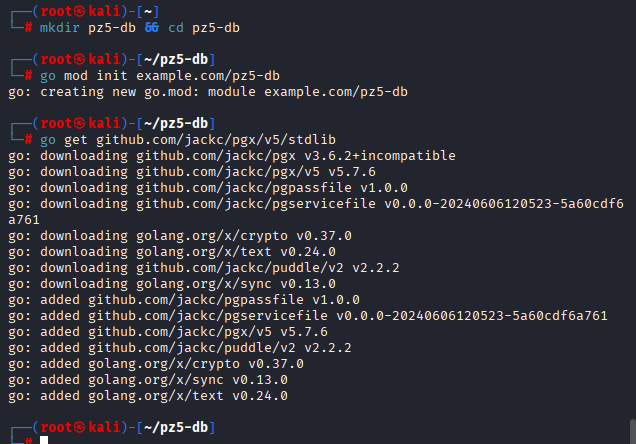 ┌──(root㉿kali)-[~]
└─# mkdir pz5-db && cd pz5-db
┌──(root㉿kali)-[~/pz5-db]
└─# go mod init example.com/pz5-db
go: creating new go.mod: module example.com/pz5-db
┌──(root㉿kali)-[~/pz5-db]
└─# go get github.com/jackc/pgx/v5/stdlib
go: downloading github.com/jackc/pgx v3.6.2+incompatible
go: downloading github.com/jackc/pgx/v5 v5.7.6
go: downloading github.com/jackc/pgpassfile v1.0.0
go: downloading github.com/jackc/pgservicefile v0.0.0-20240606120523-5a60cdf6
a761
go: downloading golang.org/x/crypto v0.37.0
go: downloading golang.org/x/text v0.24.0
go: downloading github.com/jackc/puddle/v2 v2.2.2
go: downloading golang.org/x/sync v0.13.0
go: added github.com/jackc/pgpassfile v1.0.0
go: added github.com/jackc/pgservicefile v0.0.0-20240606120523-5a60cdf6a761
go: added github.com/jackc/pgx/v5 v5.7.6
go: added github.com/jackc/puddle/v2 v2.2.2
go: added golang.org/x/crypto v0.37.0
go: added golang.org/x/sync v0.13.0
go: added golang.org/x/text v0.24.0
┌──(root㉿kali)-[~/pz5-db]
└─#